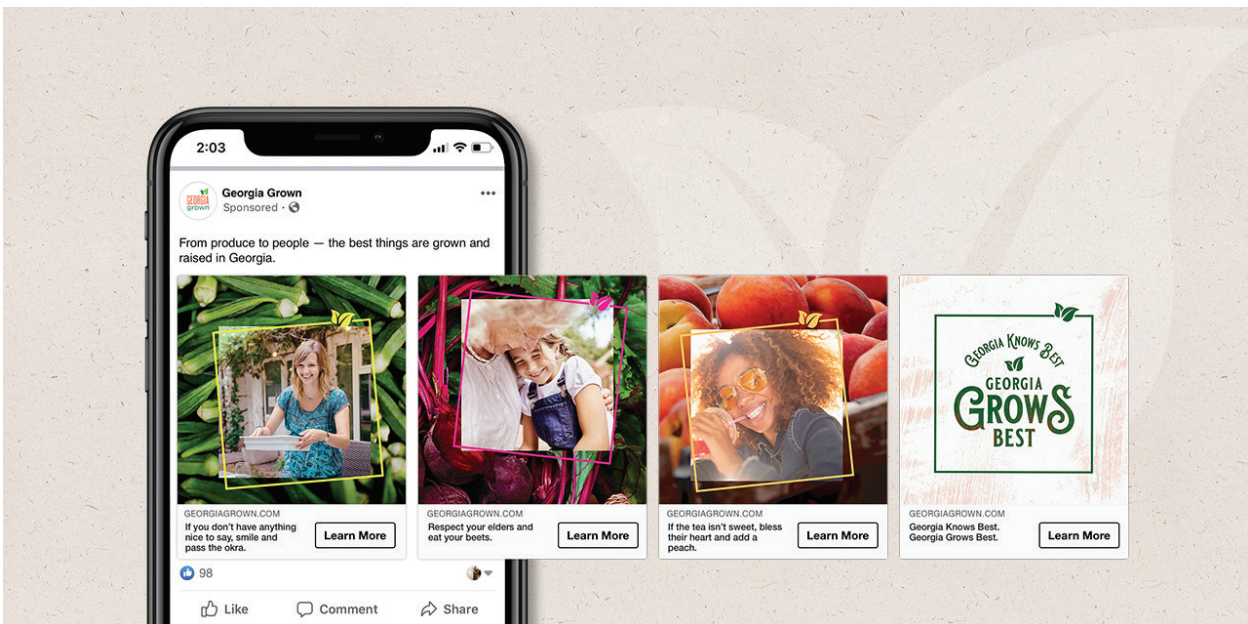 2:03
GEORGIA
grown
Georgia Grown
Sponsored ·
From produce to people — the best things are grown and
raised in Georgia.
GEORGIAGROWN.COM
If you don't have anything
nice to say, smile and
pass the okra.
Learn More
GEORGIAGROWN.COM
Respect your elders and
eat your beets.
Learn More
GEORGIAGROWN.COM
If the tea isn't sweet, bless
their heart and add a
peach.
Learn More
GEORGIA KNOWS BEST
GEORGIA
GROWS
BEST
GEORGIAGROWN.COM
Georgia Knows Best.
Georgia Grows Best.
Learn More
98
Like
Comment
Share